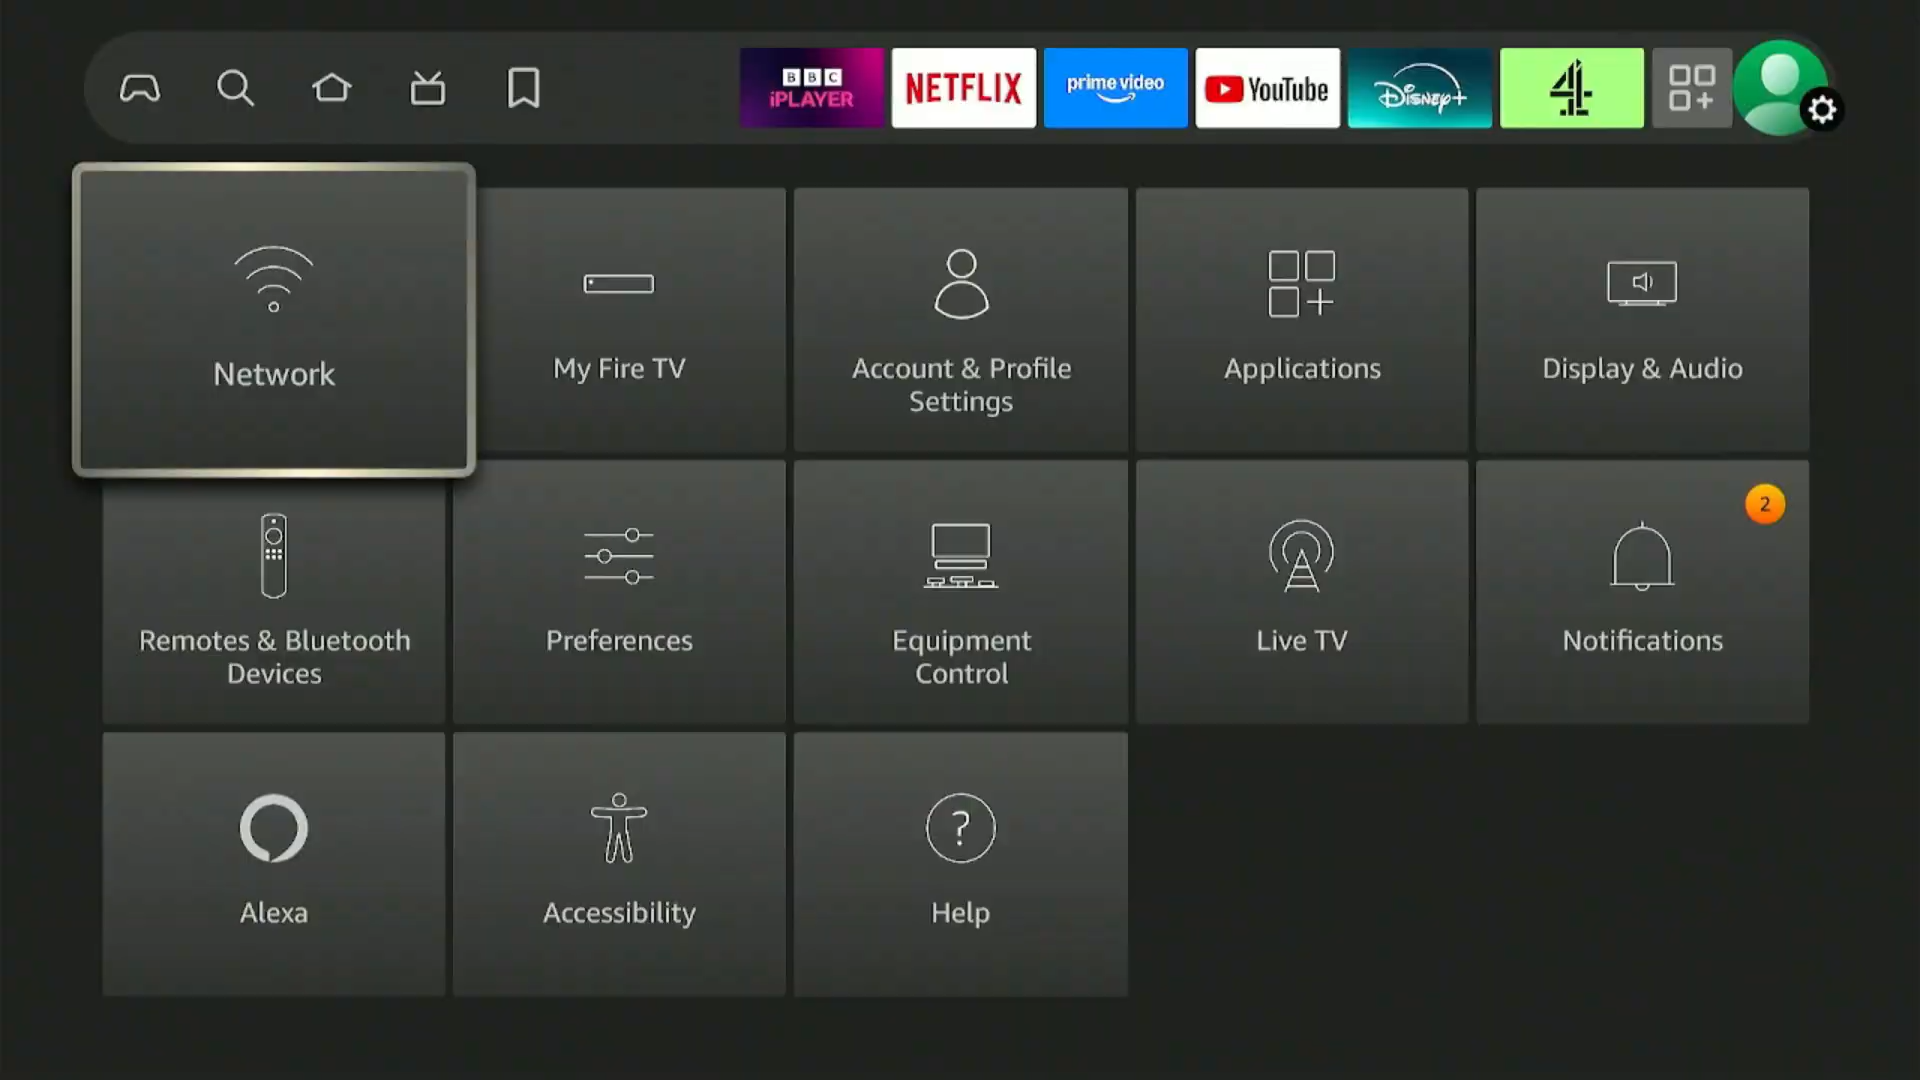 BBC
iPLAYER
NETFLIX
prime video
YouTube
Disney+
4
Network
My Fire TV
Account & Profile
Settings
Applications
Display & Audio
Remotes & Bluetooth
Devices
Preferences
Equipment
Control
Live TV
2
Notifications
Alexa
Accessibility
?
Help